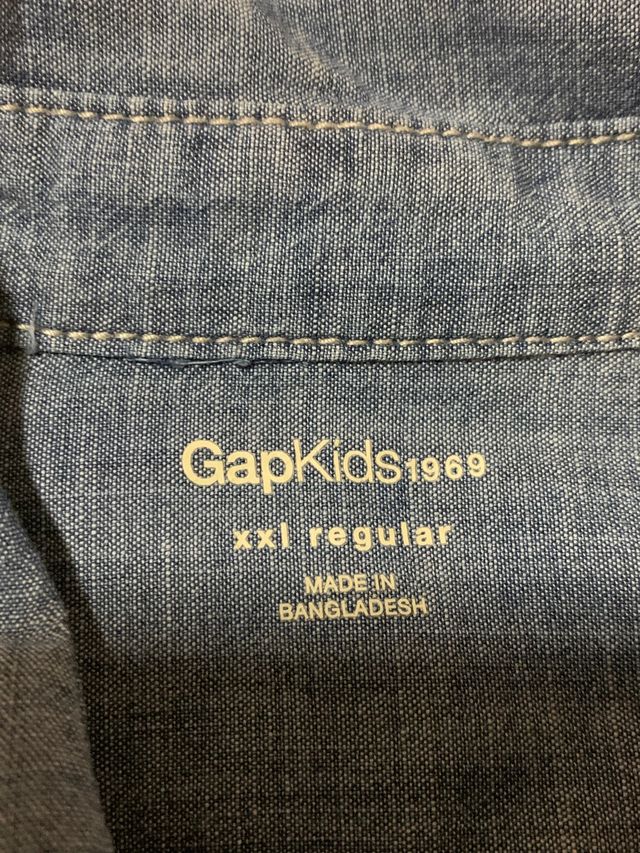 GapKids1969
xxl regular
MADE IN
BANGLADESH